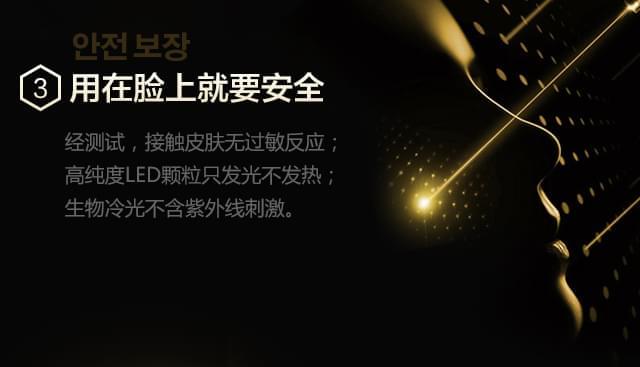 안전 보장
3 用在脸上就要安全
经测试，接触皮肤无过敏反应；
高纯度LED颗粒只发光不发热；
生物冷光不含紫外线刺激。